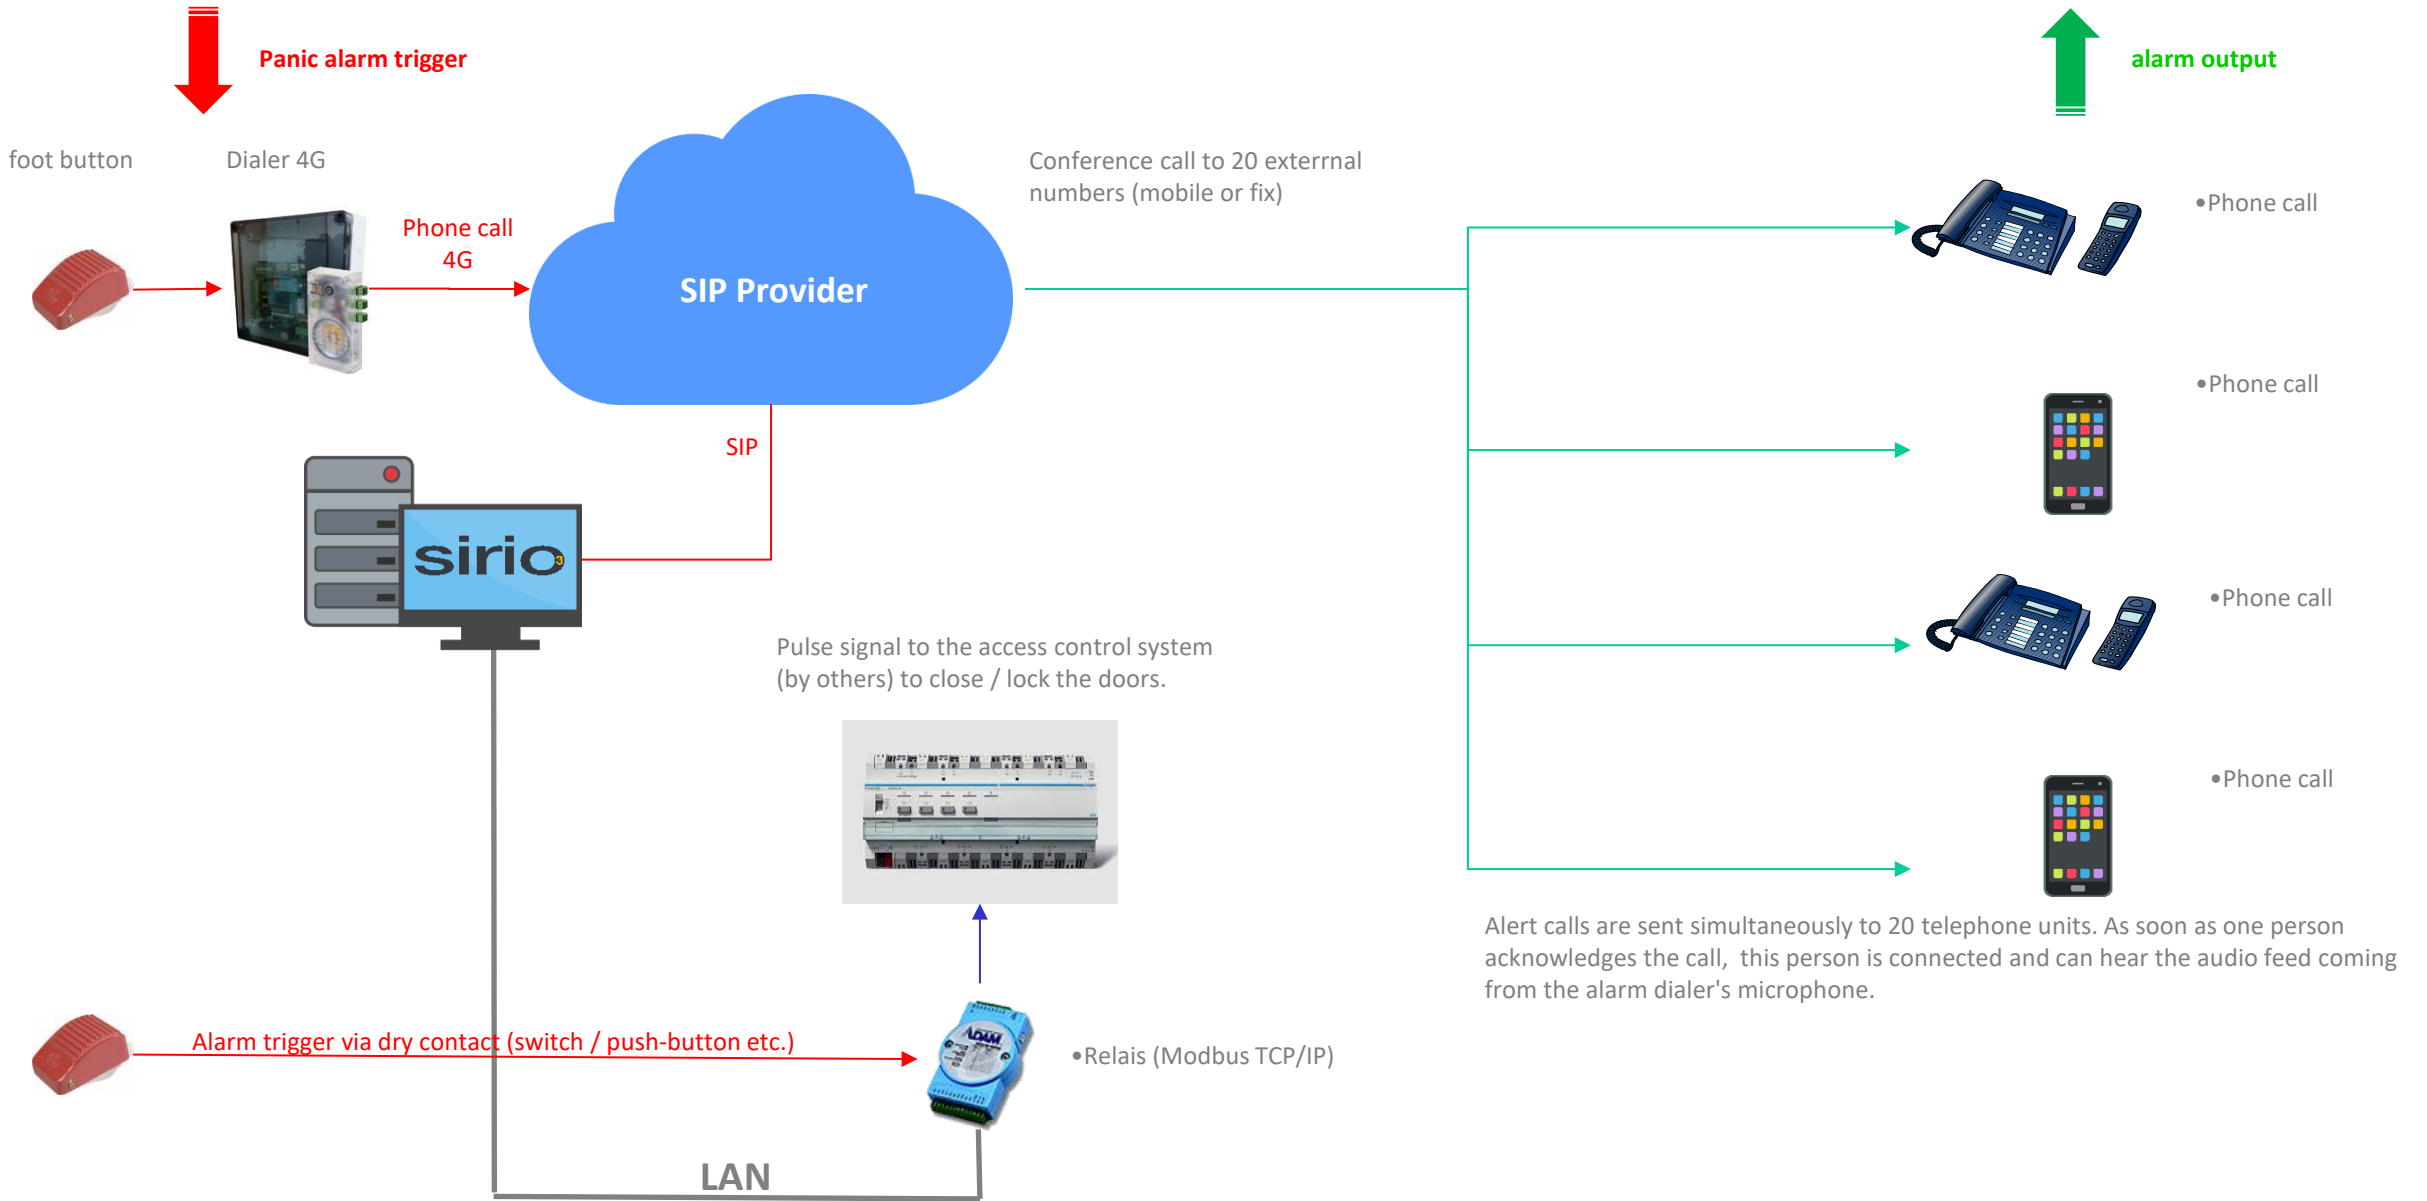 Panic alarm trigger
alarm output
foot button
Dialer 4G
Phone call
4G
SIP Provider
Conference call to 20 exterrnal
numbers (mobile or fix)
•Phone call
•Phone call
SIP
sirio3
•Phone call
Pulse signal to the access control system
(by others) to close / lock the doors.
•Phone call
Alert calls are sent simultaneously to 20 telephone units. As soon as one person
acknowledges the call,  this person is connected and can hear the audio feed coming
from the alarm dialer's microphone.
Alarm trigger via dry contact (switch / push-button etc.)
ADAM
•Relais (Modbus TCP/IP)
LAN